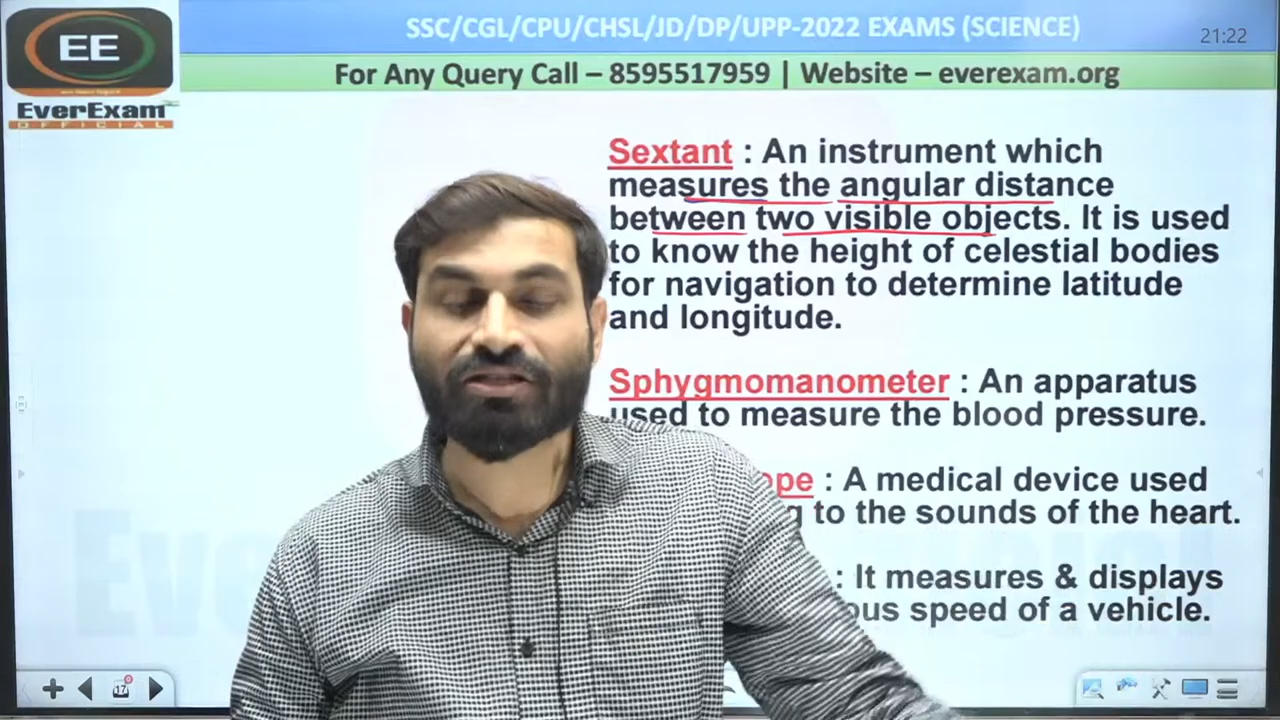 SSC/CGL/CPU/CHSL/JD/DP/UPP-2022 EXAMS (SCIENCE)
21:22
For Any Query Call – 8595517959 | Website – everexam.org
EE
EverExam
OFFICIAL
Sextant : An instrument which
measures the angular distance
between two visible objects. It is used
to know the height of celestial bodies
for navigation to determine latitude
and longitude.
Sphygmomanometer : An apparatus
used to measure the blood pressure.
ope : A medical device used
g to the sounds of the heart.
: It measures & displays
ous speed of a vehicle.
17